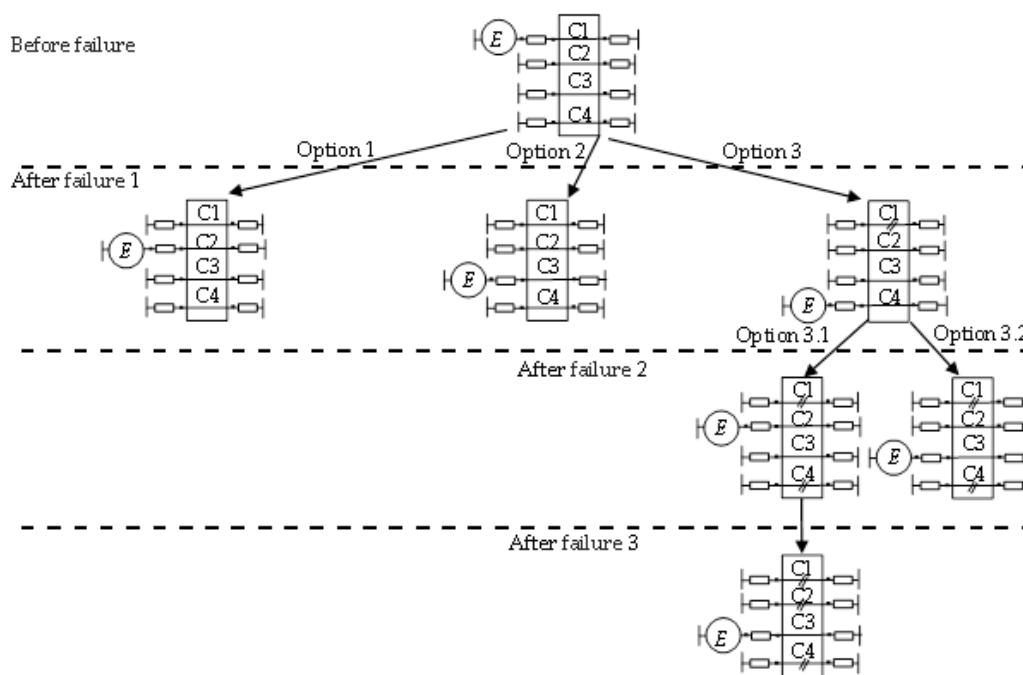 Before failure
E
C1
C2
C3
C4
Option 1
Option 2
Option 3
After failure 1
C1
C2
C3
C4
E
C1
C2
C3
C4
E
C1
C2
C3
C4
E
Option 3.1
Option 3.2
After failure 2
C1
C2
C3
C4
E
C1
C2
C3
C4
E
After failure 3
C1
C2
C3
C4
E